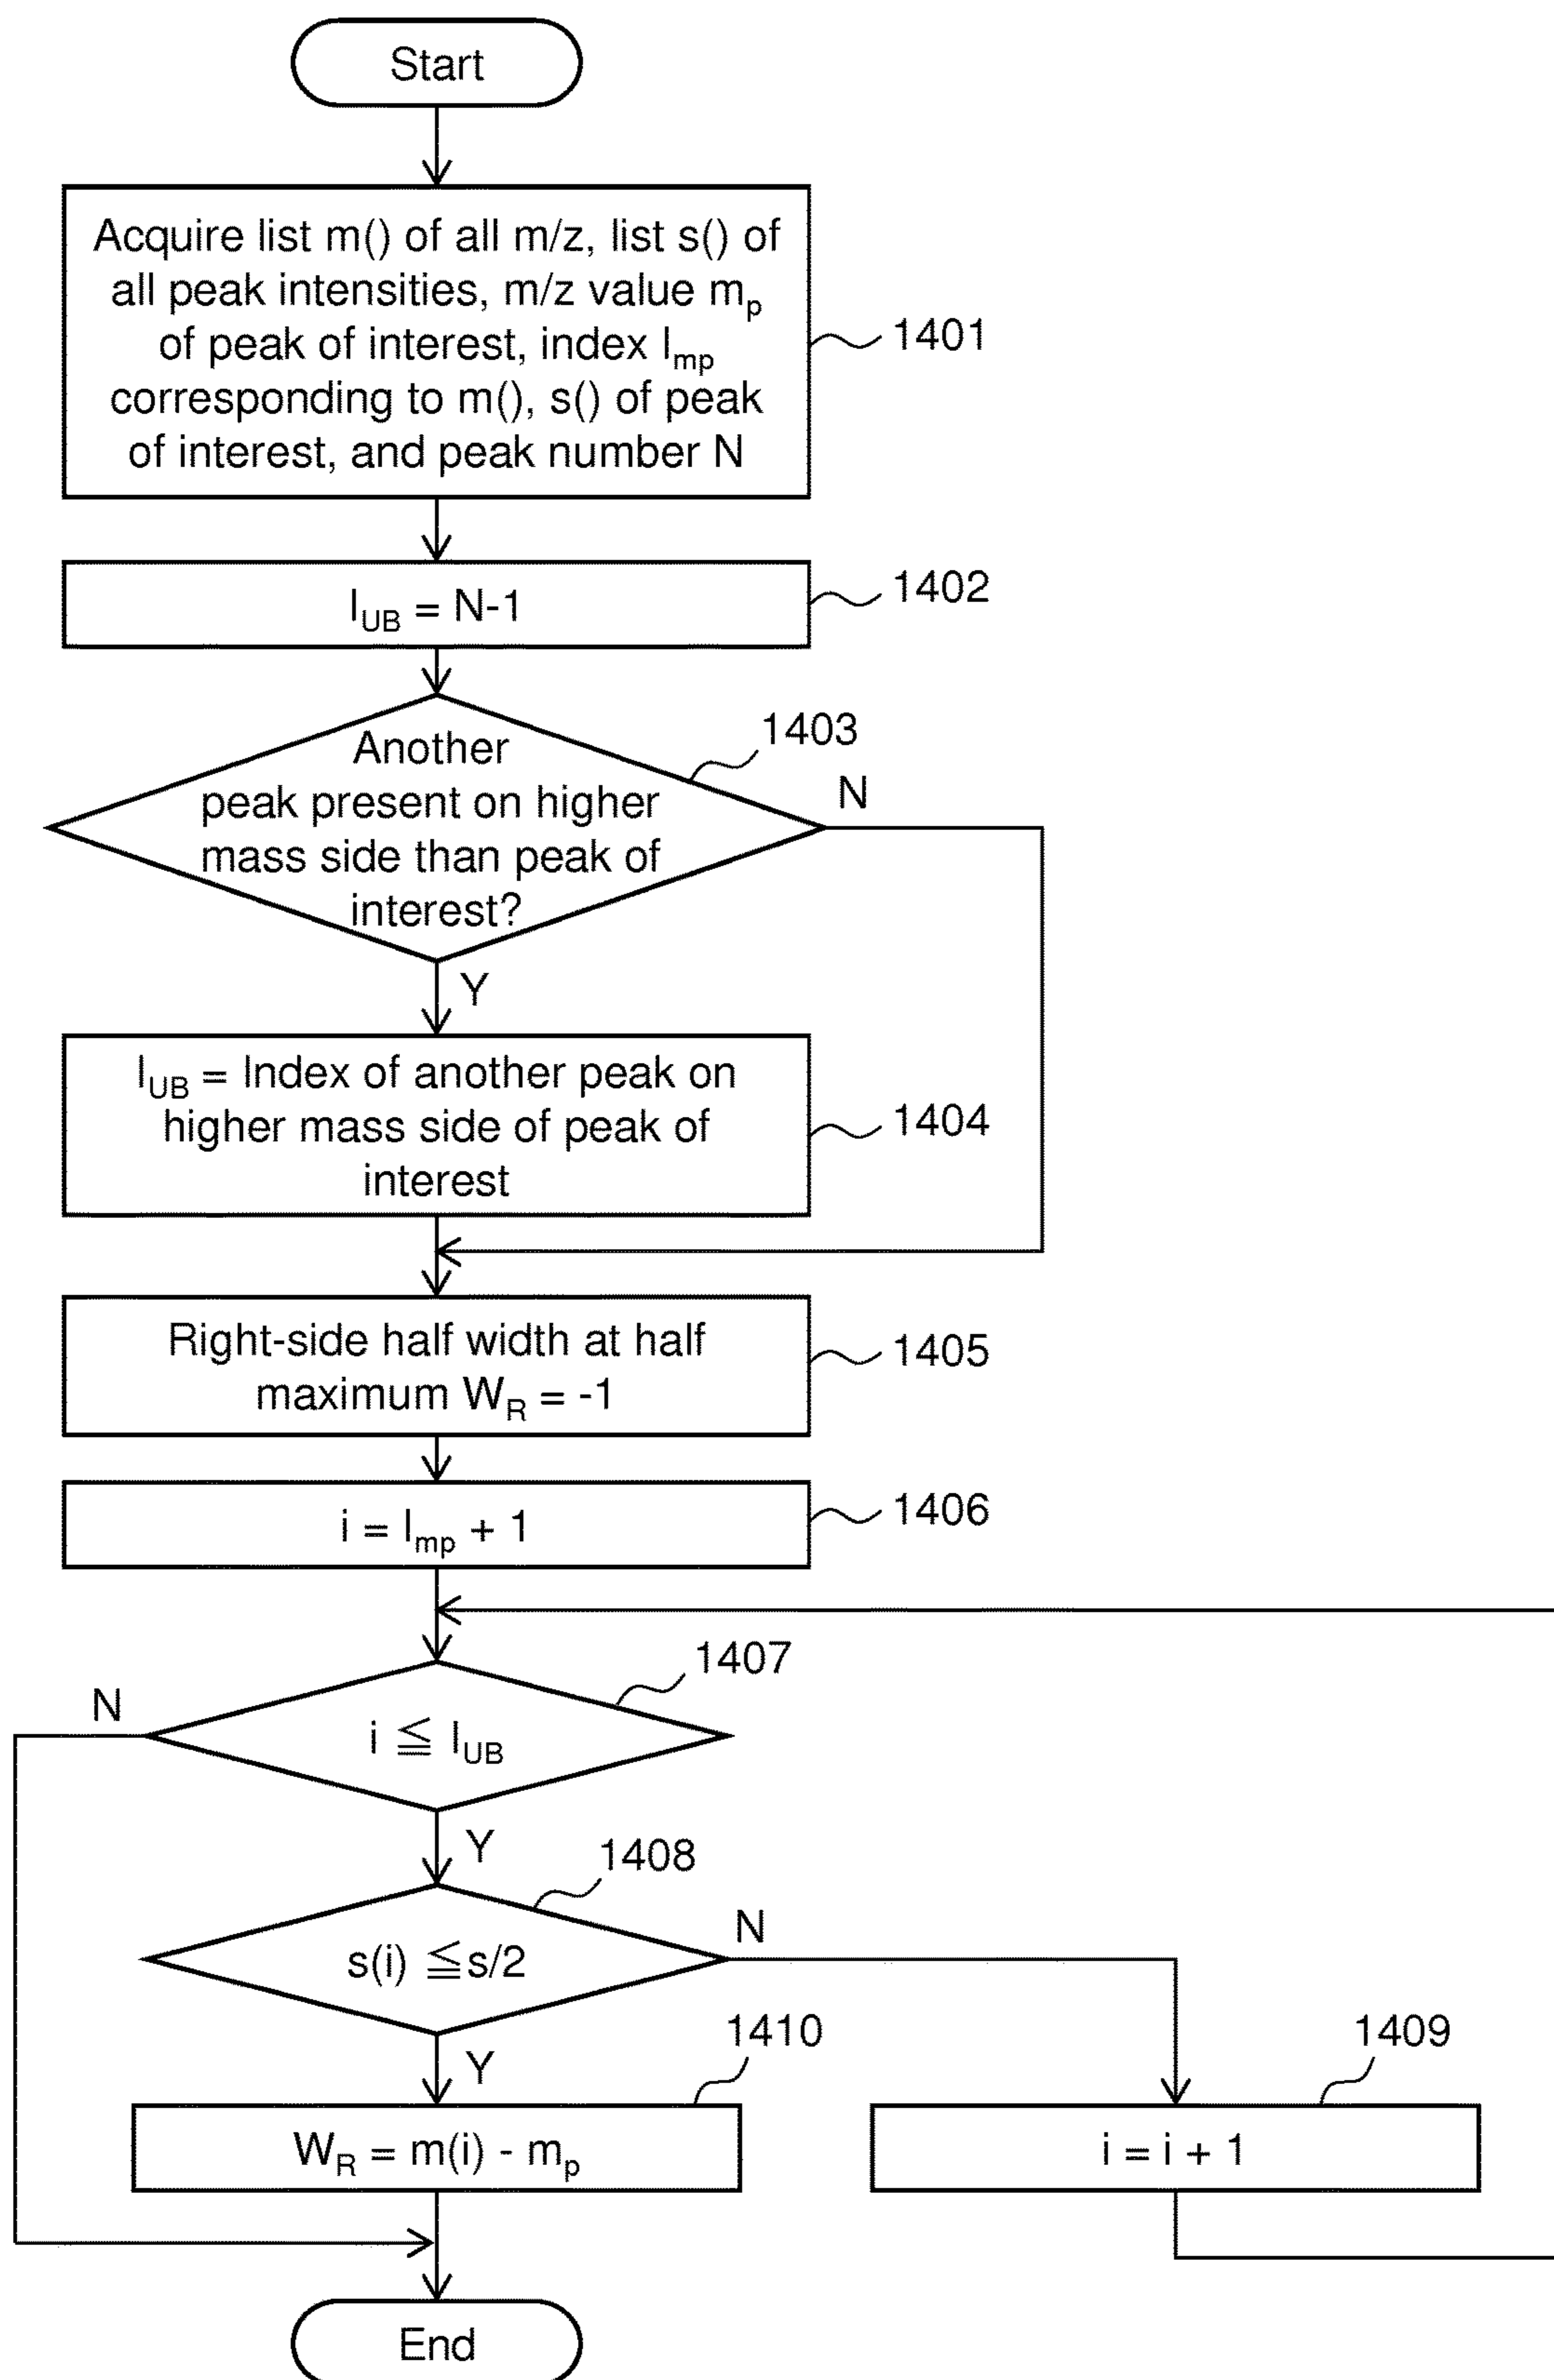 Start
Acquire list m() of all m/z, list s() of
all peak intensities, m/z value mp
of peak of interest, index Imp
corresponding to m(), s() of peak
of interest, and peak number N
1401
IUB = N-1
1402
Another
peak present on higher
mass side than peak of
interest?
1403
N
Y
IUB = Index of another peak on
higher mass side of peak of
interest
1404
Right-side half width at half
maximum WR = -1
1405
i = Imp + 1
1406
1407
N
i ≦ IUB
Y
1408
N
s(i) ≦s/2
Y
1410
1409
WR = m(i) - mp
i = i + 1
End